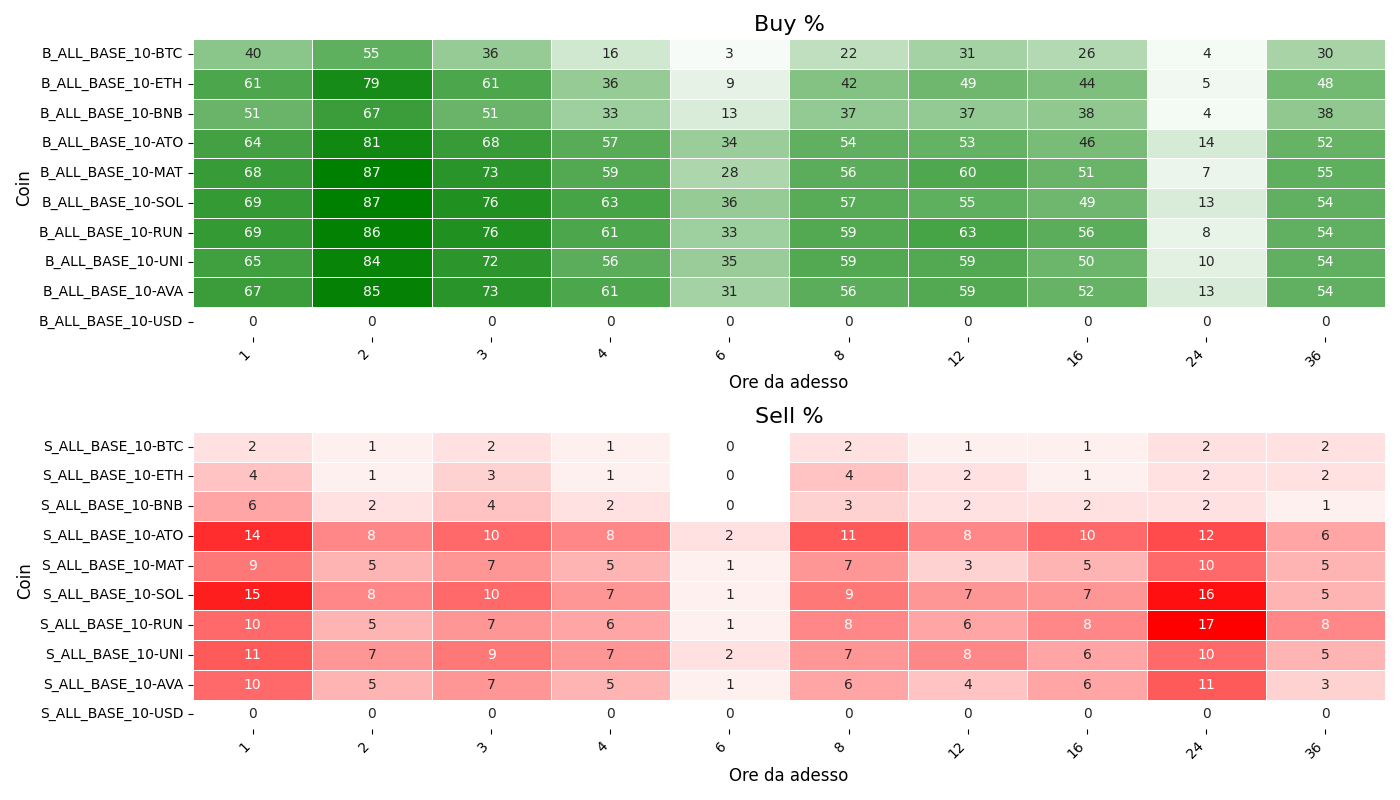 Buy %
Coin
B_ALL_BASE_10-BTC 40 55 36 16 3 22 31 26 4 30
B_ALL_BASE_10-ETH 61 79 61 36 9 42 49 44 5 48
B_ALL_BASE_10-BNB 51 67 51 33 13 37 37 38 4 38
B_ALL_BASE_10-ATO 64 81 68 57 34 54 53 46 14 52
B_ALL_BASE_10-MAT 68 87 73 59 28 56 60 51 7 55
B_ALL_BASE_10-SOL 69 87 76 63 36 57 55 49 13 54
B_ALL_BASE_10-RUN 69 86 76 61 33 59 63 56 8 54
B_ALL_BASE_10-UNI 65 84 72 56 35 59 59 50 10 54
B_ALL_BASE_10-AVA 67 85 73 61 31 56 59 52 13 54
B_ALL_BASE_10-USD 0 0 0 0 0 0 0 0 0 0
1 2 3 4 6 8 12 16 24 36
Ore da adesso
Sell %
Coin
S_ALL_BASE_10-BTC 2 1 2 1 0 2 1 1 2 2
S_ALL_BASE_10-ETH 4 1 3 1 0 4 2 1 2 2
S_ALL_BASE_10-BNB 6 2 4 2 0 3 2 2 2 1
S_ALL_BASE_10-ATO 14 8 10 8 2 11 8 10 12 6
S_ALL_BASE_10-MAT 9 5 7 5 1 7 3 5 10 5
S_ALL_BASE_10-SOL 15 8 10 7 1 9 7 7 16 5
S_ALL_BASE_10-RUN 10 5 7 6 1 8 6 8 17 8
S_ALL_BASE_10-UNI 11 7 9 7 2 7 8 6 10 5
S_ALL_BASE_10-AVA 10 5 7 5 1 6 4 6 11 3
S_ALL_BASE_10-USD 0 0 0 0 0 0 0 0 0 0
1 2 3 4 6 8 12 16 24 36
Ore da adesso